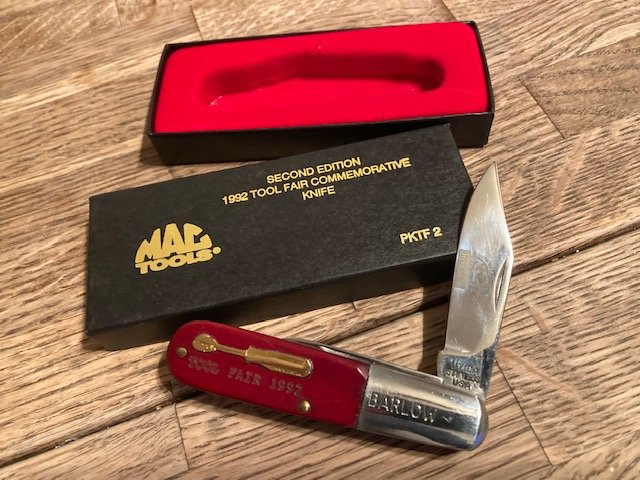 SECOND EDITION
1992 TOOL FAIR COMMEMORATIVE
KNIFE
MAC
TOOLS®
PKTF 2
TOOL FAIR 1992
BARLOW
USA